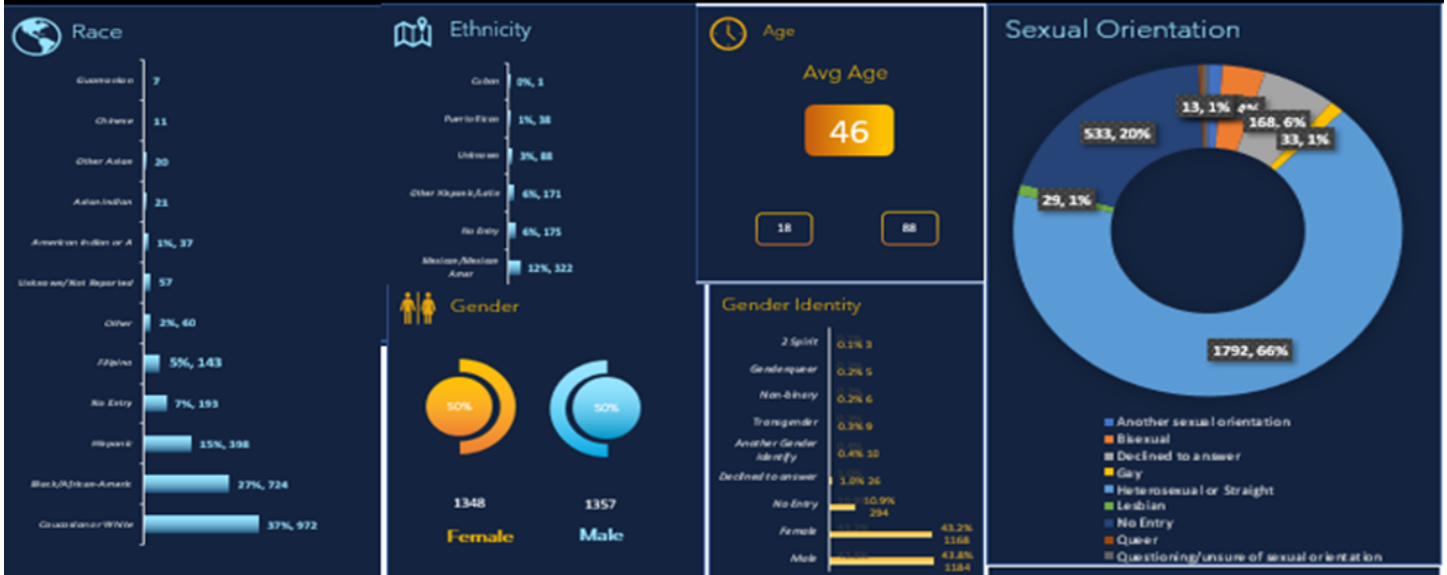 Race
Guamanian 7
Chinese 11
Other Asian 20
Asian Indian 21
American Indian or A 1%, 37
Unknown/Not Reported 57
Other 2%, 60
Filipino 5%, 143
No Entry 7%, 193
Hispanic 15%, 398
Black/African-Americ 27%, 724
Caucasian or White 37%, 972
Ethnicity
Cuban 0%, 1
Puerto Rican 1%, 38
Unknown 3%, 88
Other Hispanic/Latin 6%, 171
No Entry 6%, 175
Mexican/Mexican
Amer 12%, 322
Gender
50%
50%
1348
1357
Female
Male
Age
Avg Age
46
18
88
Gender Identity
2 Spirit 0.1% 3
Genderqueer 0.2% 5
Non-binary 0.2% 6
Transgender 0.3% 9
Another Gender
Identify 0.4% 10
Declined to answer 1.0% 26
No Entry 10.9%
294
Female 43.2%
1168
Male 43.8%
1184
Sexual Orientation
13, 1%
4%
168, 6%
33, 1%
533, 20%
29, 1%
1792, 66%
Another sexual orientation
Bisexual
Declined to answer
Gay
Heterosexual or Straight
Lesbian
No Entry
Queer
Questioning/unsure of sexual orientation